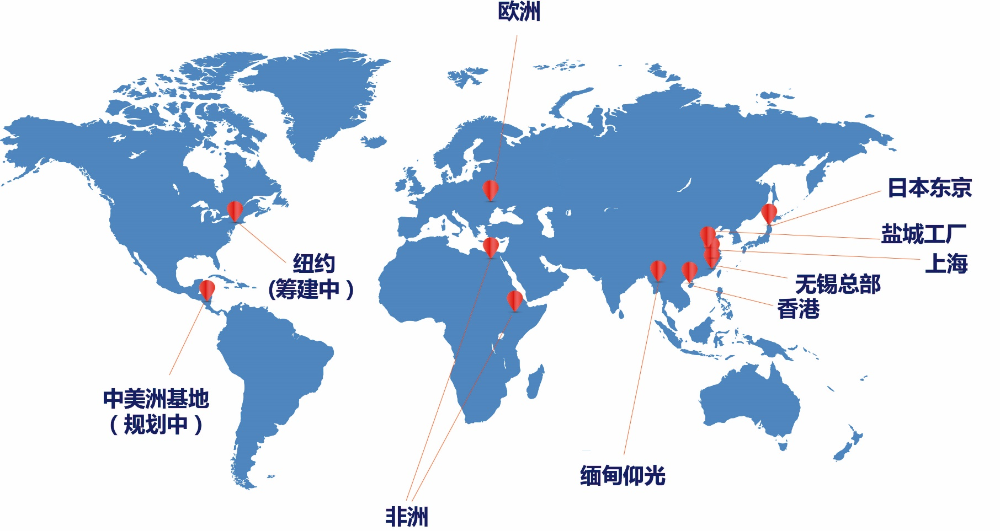 欧洲
日本东京
盐城工厂
上海
纽约
(筹建中）
无锡总部
香港
中美洲基地
（规划中）
缅甸仰光
非洲